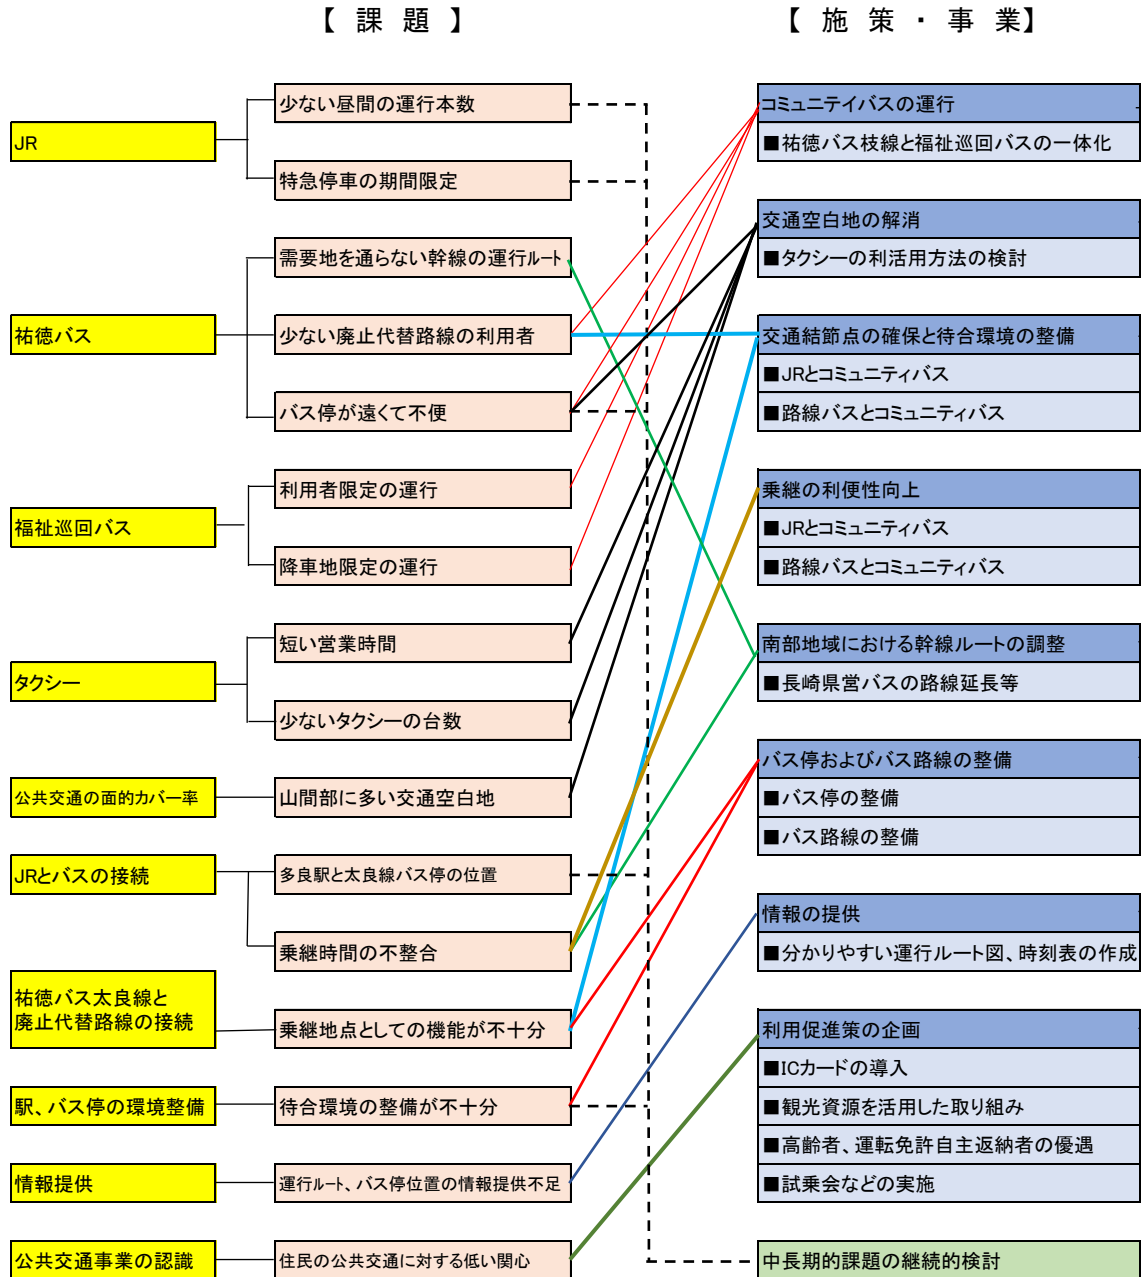 【 課 題 】
【 施 策 ・ 事 業】
JR
少ない昼間の運行本数
特急停車の期間限定
祐徳バス
需要地を通らない幹線の運行ルート
少ない廃止代替路線の利用者
バス停が遠くて不便
福祉巡回バス
利用者限定の運行
降車地限定の運行
タクシー
短い営業時間
少ないタクシーの台数
公共交通の面的カバー率
山間部に多い交通空白地
JRとバスの接続
多良駅と太良線バス停の位置
乗継時間の不整合
祐徳バス太良線と
廃止代替路線の接続
乗継地点としての機能が不十分
駅、バス停の環境整備
待合環境の整備が不十分
情報提供
運行ルート、バス停位置の情報提供不足
公共交通事業の認識
住民の公共交通に対する低い関心
コミュニテイバスの運行
■祐徳バス枝線と福祉巡回バスの一体化
交通空白地の解消
■タクシーの利活用方法の検討
交通結節点の確保と待合環境の整備
■JRとコミュニティバス
■路線バスとコミュニティバス
乗継の利便性向上
■JRとコミュニティバス
■路線バスとコミュニティバス
南部地域における幹線ルートの調整
■長崎県営バスの路線延長等
バス停およびバス路線の整備
■バス停の整備
■バス路線の整備
情報の提供
■分かりやすい運行ルート図、時刻表の作成
利用促進策の企画
■ICカードの導入
■観光資源を活用した取り組み
■高齢者、運転免許自主返納者の優遇
■試乗会などの実施
中長期的課題の継続的検討